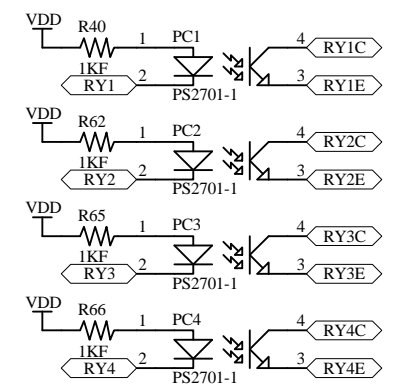 VDD R40 1 PC1 4 RY1C
1KF
RY1 2 PS2701-1 3 RY1E
VDD R62 1 PC2 4 RY2C
1KF
RY2 2 PS2701-1 3 RY2E
VDD R65 1 PC3 4 RY3C
1KF
RY3 2 PS2701-1 3 RY3E
VDD R66 1 PC4 4 RY4C
1KF
RY4 2 PS2701-1 3 RY4E